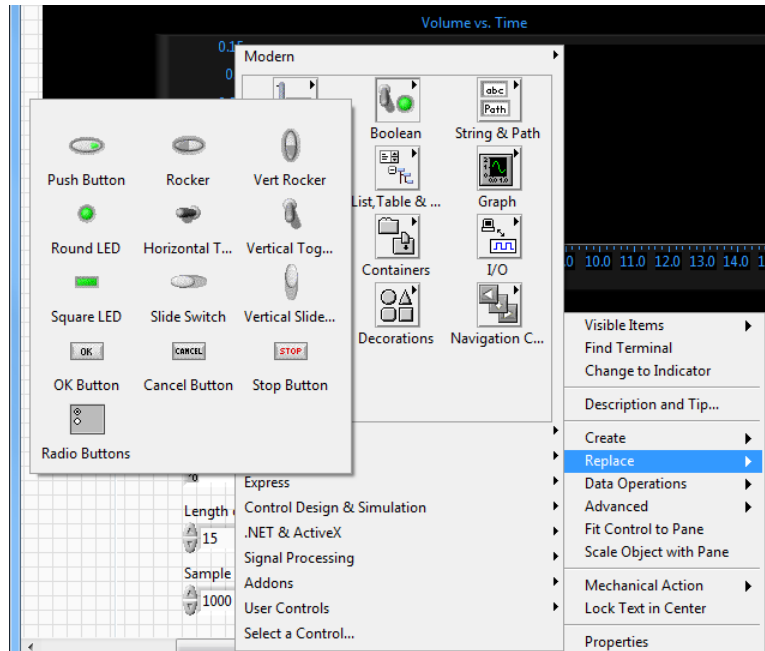 Volume vs. Time
0.15
0
Modern
Boolean
String & Path
abc
Path
List,Table & ...
Graph
Containers
I/O
Decorations
Navigation C...
Push Button
Rocker
Vert Rocker
Round LED
Horizontal T...
Vertical Tog...
Square LED
Slide Switch
Vertical Slide...
OK
CANCEL
STOP
OK Button
Cancel Button
Stop Button
Radio Buttons
Express
Control Design & Simulation
.NET & ActiveX
Signal Processing
Addons
User Controls
Select a Control...
Length
15
Sample
1000
10.0 11.0 12.0 13.0 14.0
Visible Items
Find Terminal
Change to Indicator
Description and Tip...
Create
Replace
Data Operations
Advanced
Fit Control to Pane
Scale Object with Pane
Mechanical Action
Lock Text in Center
Properties